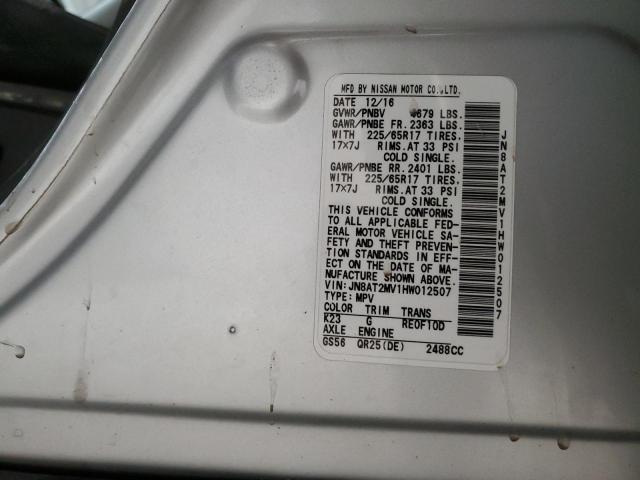 MFD BY NISSAN MOTOR CO.,LTD.
DATE 12/16
GVWR/PNBV 4679 LBS.
GAWR/PNBE FR. 2363 LBS.
WITH 225/65R17 TIRES.
17×7J RIMS.AT 33 PSI
COLD SINGLE.
GAWR/PNBE RR. 2401 LBS.
WITH 225/65R17 TIRES.
17×7J RIMS.AT 33 PSI
COLD SINGLE.
THIS VEHICLE CONFORMS
TO ALL APPLICABLE FED-
ERAL MOTOR VEHICLE SA-
FETY AND THEFT PREVEN-
TION STANDARDS IN EFF-
ECT ON THE DATE OF MA-
NUFACTURE SHOWN ABOVE.
VIN:JN8AT2MV1HW012507
TYPE:MPV
COLOR TRIM TRANS
K23 G RE0F10D
AXLE ENGINE
GS56 QR25(DE) 2488CC
JN8AT2MV1HW012507